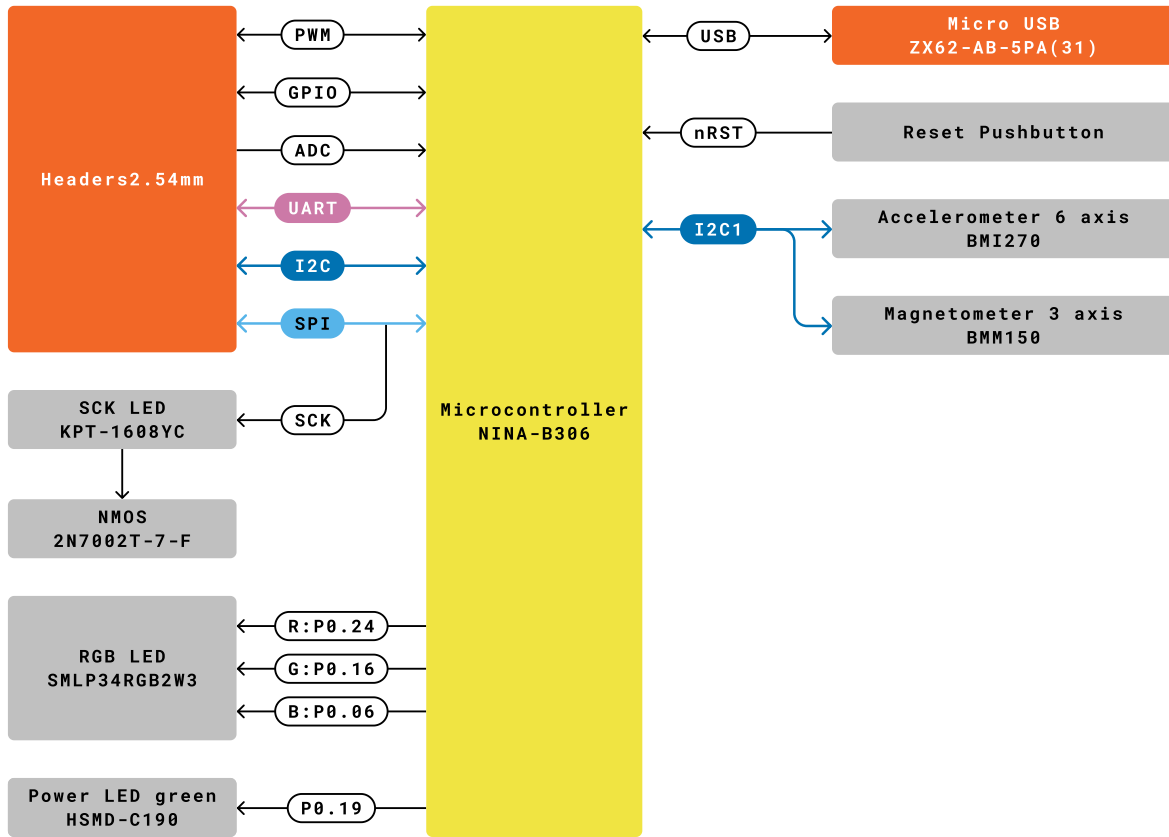 Headers2.54mm
PWM
GPIO
ADC
UART
I2C
SPI
SCK LED
KPT-1608YC
SCK
NMOS
2N7002T-7-F
RGB LED
SMLP34RGB2W3
R:P0.24
G:P0.16
B:P0.06
Power LED green
HSMD-C190
P0.19
Microcontroller
NINA-B306
USB
Micro USB
ZX62-AB-5PA(31)
nRST
Reset Pushbutton
I2C1
Accelerometer 6 axis
BMI270
Magnetometer 3 axis
BMM150